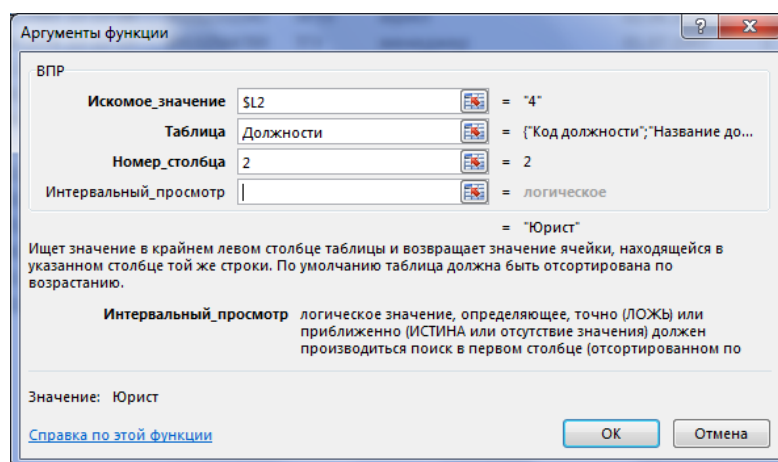 Аргументы функции
ВПР
Искомое_значение $L2 = "4"
Таблица Должности = {"Код должности";"Название до...
Номер_столбца 2 = 2
Интервальный_просмотр = логическое
= "Юрист"
Ищет значение в крайнем левом столбце таблицы и возвращает значение ячейки, находящейся в
указанном столбце той же строки. По умолчанию таблица должна быть отсортирована по
возрастанию.
Интервальный_просмотр логическое значение, определяющее, точно (ЛОЖЬ) или
приближенно (ИСТИНА или отсутствие значения) должен
производиться поиск в первом столбце (отсортированном по
Значение: Юрист
Справка по этой функции ОК Отмена